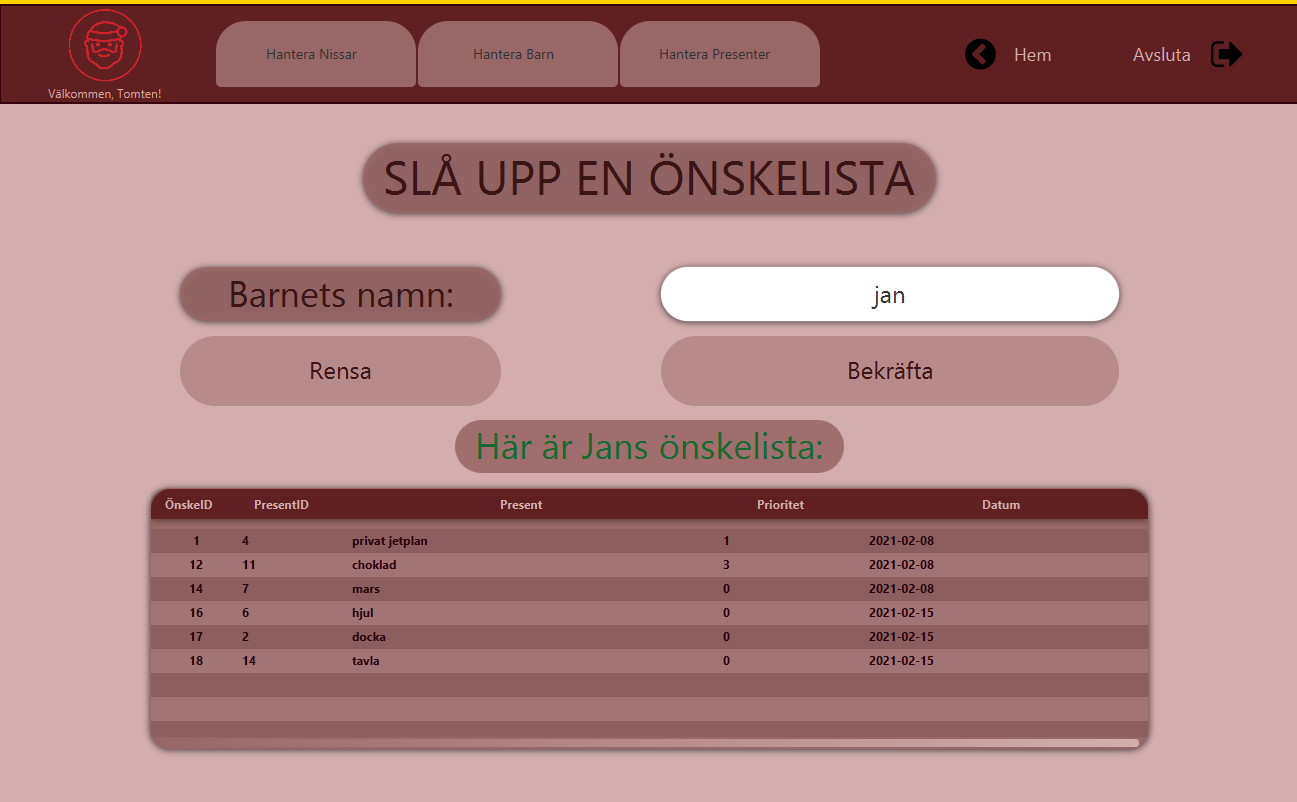 Hantera Nissar Hantera Barn Hantera Presenter Hem Avsluta
Välkommen, Tomten!
SLÅ UPP EN ÖNSKELISTA
Barnets namn: jan
Rensa Bekräfta
Här är Jans önskelista:
ÖnskeID PresentID Present Prioritet Datum
1 4 privat jetplan 1 2021-02-08
12 11 choklad 3 2021-02-08
14 7 mars 0 2021-02-08
16 6 hjul 0 2021-02-15
17 2 docka 0 2021-02-15
18 14 tavla 0 2021-02-15